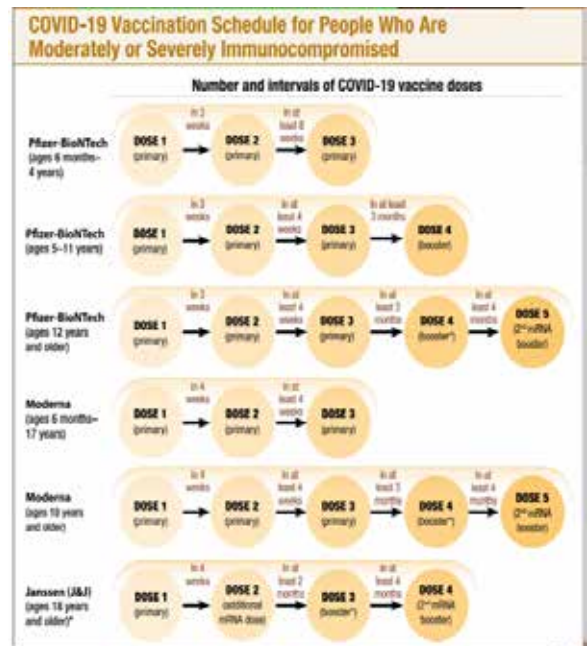 COVID-19 Vaccination Schedule for People Who Are
Moderately or Severely Immunocompromised
Number and intervals of COVID-19 vaccine doses
Pfizer-BioNTech
(ages 6 months–
4 years)
In 3
weeks
In at
least 8
weeks
DOSE 1
(primary)
DOSE 2
(primary)
DOSE 3
(primary)
Pfizer-BioNTech
(ages 5–11 years)
In 3
weeks
In at
least 4
weeks
In at least
3 months
DOSE 1
(primary)
DOSE 2
(primary)
DOSE 3
(primary)
DOSE 4
(booster)
Pfizer-BioNTech
(ages 12 years
and older)
In 3
weeks
In at
least 4
weeks
In at
least 3
months
In at
least 4
months
DOSE 1
(primary)
DOSE 2
(primary)
DOSE 3
(primary)
DOSE 4
(booster*)
DOSE 5
(2nd mRNA
booster)
Moderna
(ages 6 months–
17 years)
In 4
weeks
In at
least 4
weeks
DOSE 1
(primary)
DOSE 2
(primary)
DOSE 3
(primary)
Moderna
(ages years
and older)
In 4
weeks
In at
least 4
weeks
In at
least 3
months
In at
least 4
months
DOSE 1
(primary)
DOSE 2
(primary)
DOSE 3
(primary)
DOSE 4
(booster*)
DOSE 5
(2nd mRNA
booster)
Janssen (J&J)
(ages 18 years
and older)*
In 4
weeks
In at
least 2
months
In at
least 4
months
DOSE 1
(primary)
DOSE 2
(additional
mRNA dose)
DOSE 3
(booster*)
DOSE 4
(2nd mRNA
booster)